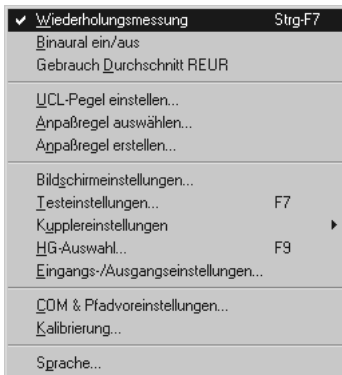 Wiederholungsmessung Strg-F7
Binaural ein/aus
Gebrauch Durchschnitt REUR
UCL-Pegel einstellen...
Anpaßregel auswählen...
Anpaßregel erstellen...
Bildschirmeinstellungen...
Testeinstellungen... F7
Kupplereinstellungen
HG-Auswahl... F9
Eingangs-/Ausgangseinstellungen...
COM & Pfadvoreinstellungen...
Kalibrierung...
Sprache...